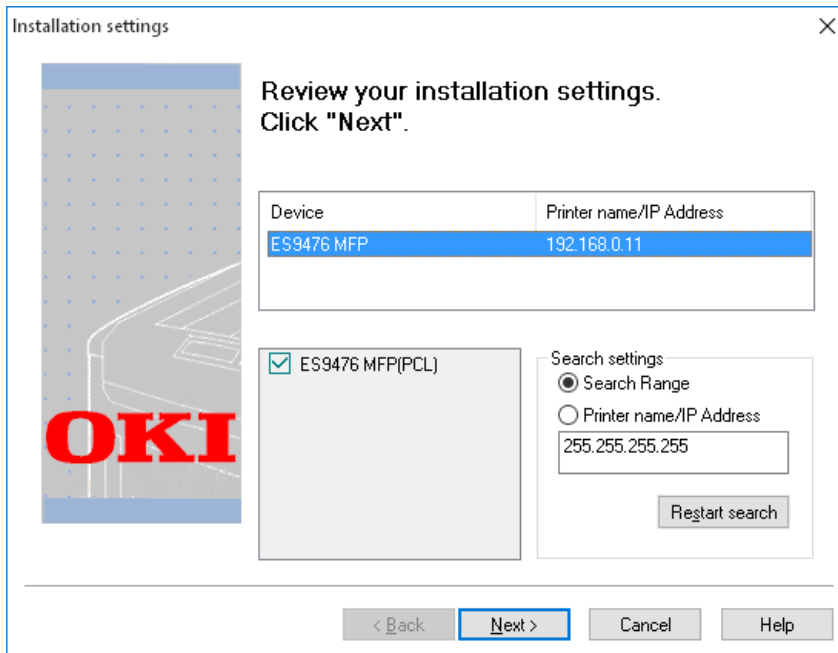 Installation settings
Review your installation settings.
Click "Next".
Device Printer name/IP Address
ES9476 MFP 192.168.0.11
ES9476 MFP(PCL)
Search settings
Search Range
Printer name/IP Address
255.255.255.255
Restart search
OKI
< Back Next > Cancel Help